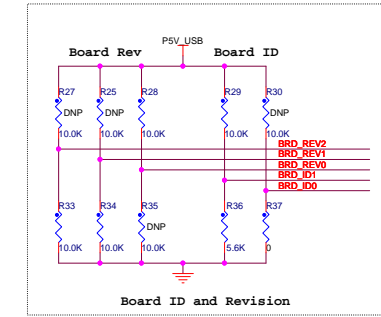 P5V_USB
Board Rev Board ID
R27 R25 R28 R29 R30
DNP DNP DNP
10.0K 10.0K 10.0K 10.0K 10.0K
BRD_REV2
BRD_REV1
BRD_REV0
BRD_ID1
BRD_ID0
R33 R34 R35 R36 R37
DNP
10.0K 10.0K 10.0K 5.6K 0
Board ID and Revision